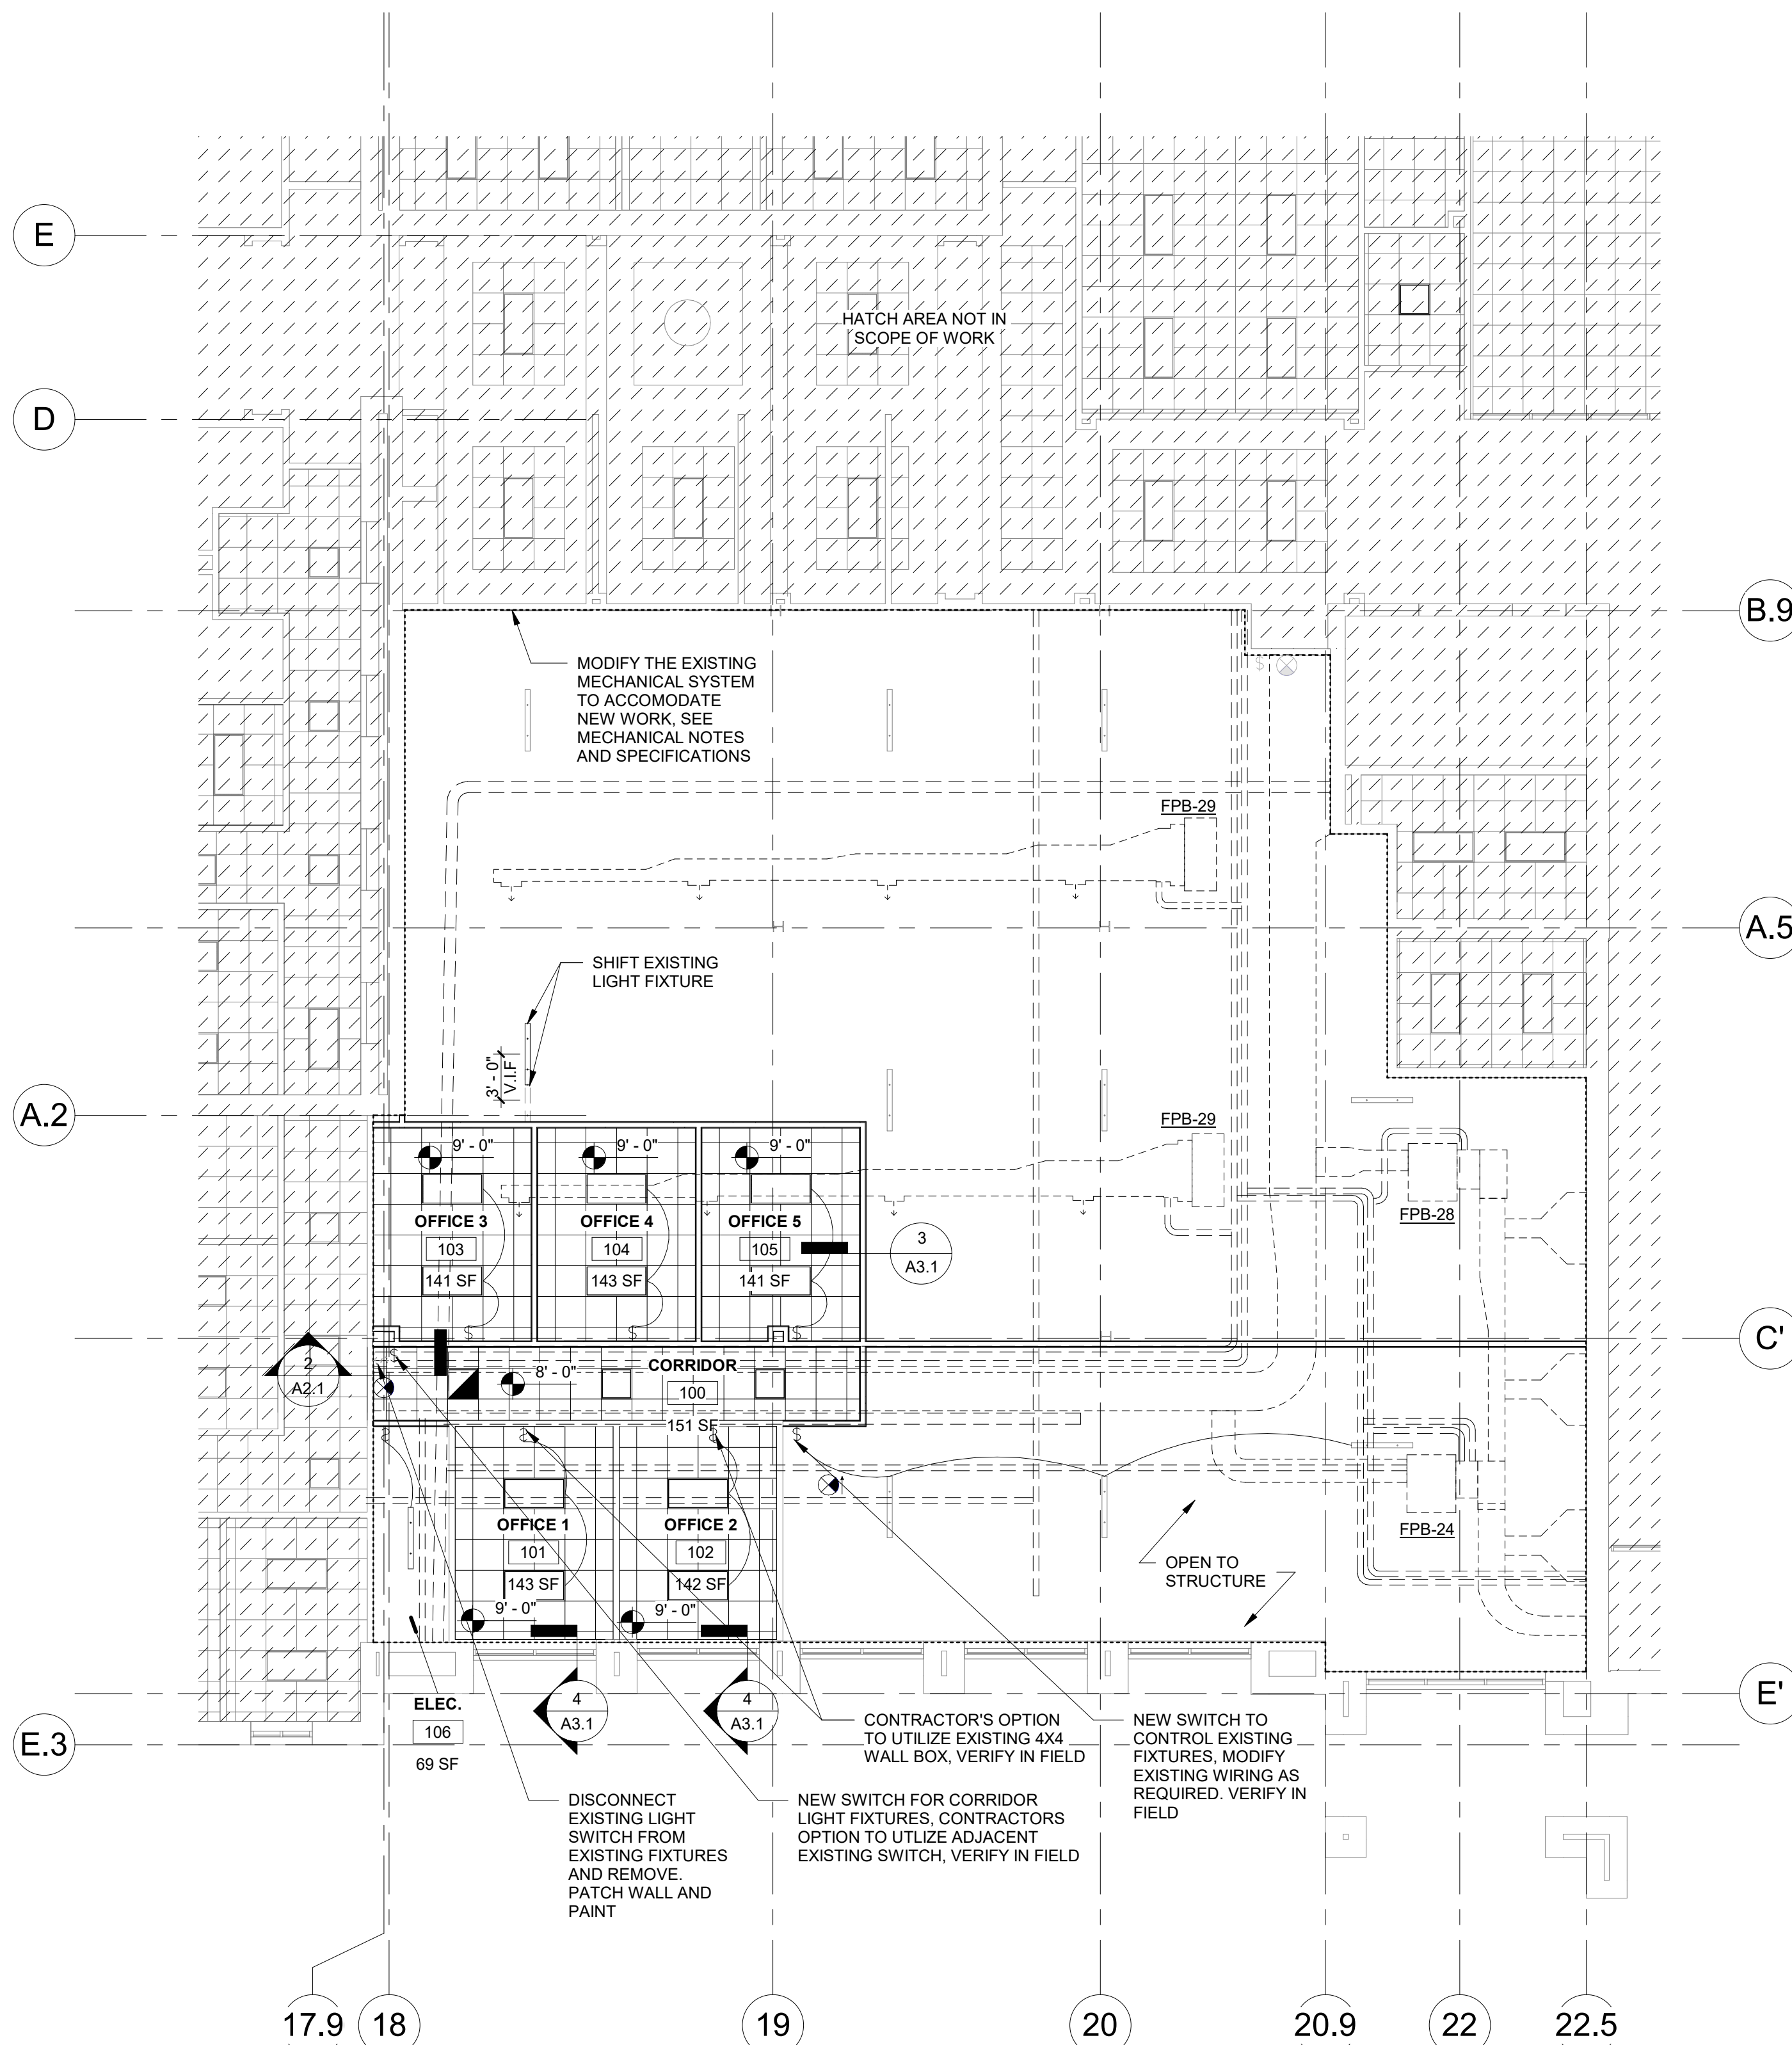 E
HATCH AREA NOT IN
SCOPE OF WORK
D
B.9
MODIFY THE EXISTING
MECHANICAL SYSTEM
TO ACCOMODATE
NEW WORK, SEE
MECHANICAL NOTES
AND SPECIFICATIONS
$
FPB-29
A.5
SHIFT EXISTING
LIGHT FIXTURE
3' - 0"
V.I.F
A.2
9' - 0"
9' - 0"
9' - 0"
FPB-29
FPB-28
OFFICE 3
103
141 SF
OFFICE 4
104
143 SF
OFFICE 5
105
141 SF
3
A3.1
$
$
$
C'
2
A2.1
$
8' - 0"
CORRIDOR
100
151 SF
$
$
$
$
OFFICE 1
101
143 SF
9' - 0"
OFFICE 2
102
142 SF
9' - 0"
FPB-24
OPEN TO
STRUCTURE
ELEC.
106
69 SF
4
A3.1
4
A3.1
E'
E.3
CONTRACTOR'S OPTION
TO UTILIZE EXISTING 4X4
WALL BOX, VERIFY IN FIELD
NEW SWITCH TO
CONTROL EXISTING
FIXTURES, MODIFY
EXISTING WIRING AS
REQUIRED. VERIFY IN
FIELD
DISCONNECT
EXISTING LIGHT
SWITCH FROM
EXISTING FIXTURES
AND REMOVE.
PATCH WALL AND
PAINT
NEW SWITCH FOR CORRIDOR
LIGHT FIXTURES, CONTRACTORS
OPTION TO UTLIZE ADJACENT
EXISTING SWITCH, VERIFY IN FIELD
17.9
18
19
20
20.9
22
22.5